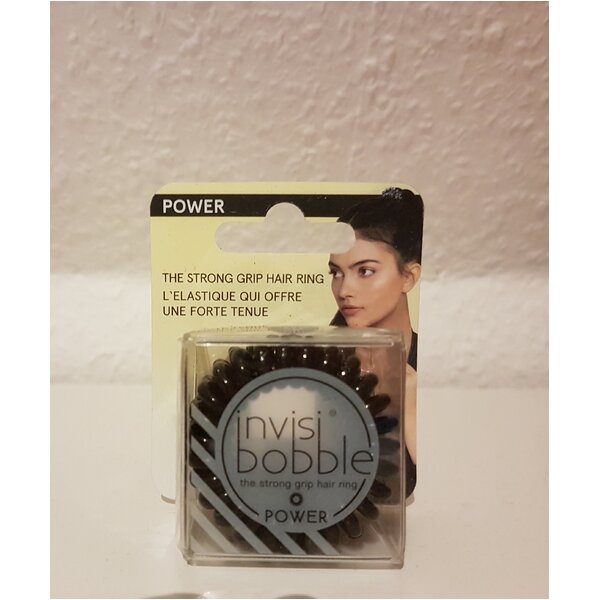 POWER
THE STRONG GRIP HAIR RING
L`ELASTIQUE QUI OFFRE
UNE FORTE TENUE
invisi®
bobble
the strong grip hair ring
POWER